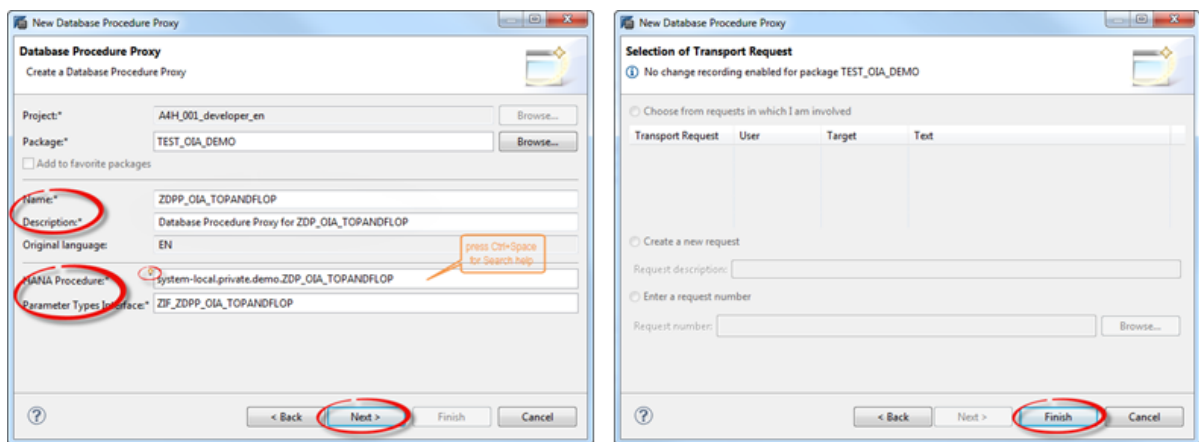 New Database Procedure Proxy
Database Procedure Proxy
Create a Database Procedure Proxy
Project:* A4H_001_developer_en Browse...
Package:* TEST_OIA_DEMO Browse...
Add to favorite packages
Name:* ZDPP_OIA_TOPANDFLOP
Description:* Database Procedure Proxy for ZDP_OIA_TOPANDFLOP
Original language: EN
press Ctrl+Space
for Search help
HANA Procedure:* system-local.private.demo.ZDP_OIA_TOPANDFLOP
Parameter Types Interface:* ZIF_ZDPP_OIA_TOPANDFLOP
? < Back Next > Finish Cancel
New Database Procedure Proxy
Selection of Transport Request
No change recording enabled for package TEST_OIA_DEMO
Choose from requests in which I am involved
Transport Request User Target Text
Create a new request
Request description:
Enter a request number
Request number: Browse...
? < Back Next > Finish Cancel